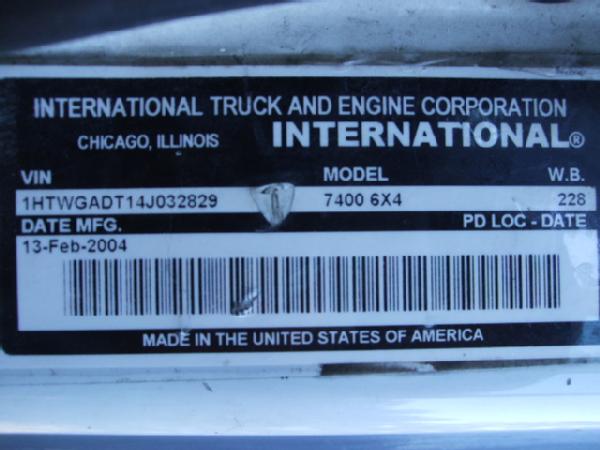 INTERNATIONAL TRUCK AND ENGINE CORPORATION
CHICAGO, ILLINOIS INTERNATIONAL®
VIN MODEL W.B.
1HTWGADT14J032829 7400 6X4 228
DATE MFG. PD LOC - DATE
13-Feb-2004
MADE IN THE UNITED STATES OF AMERICA